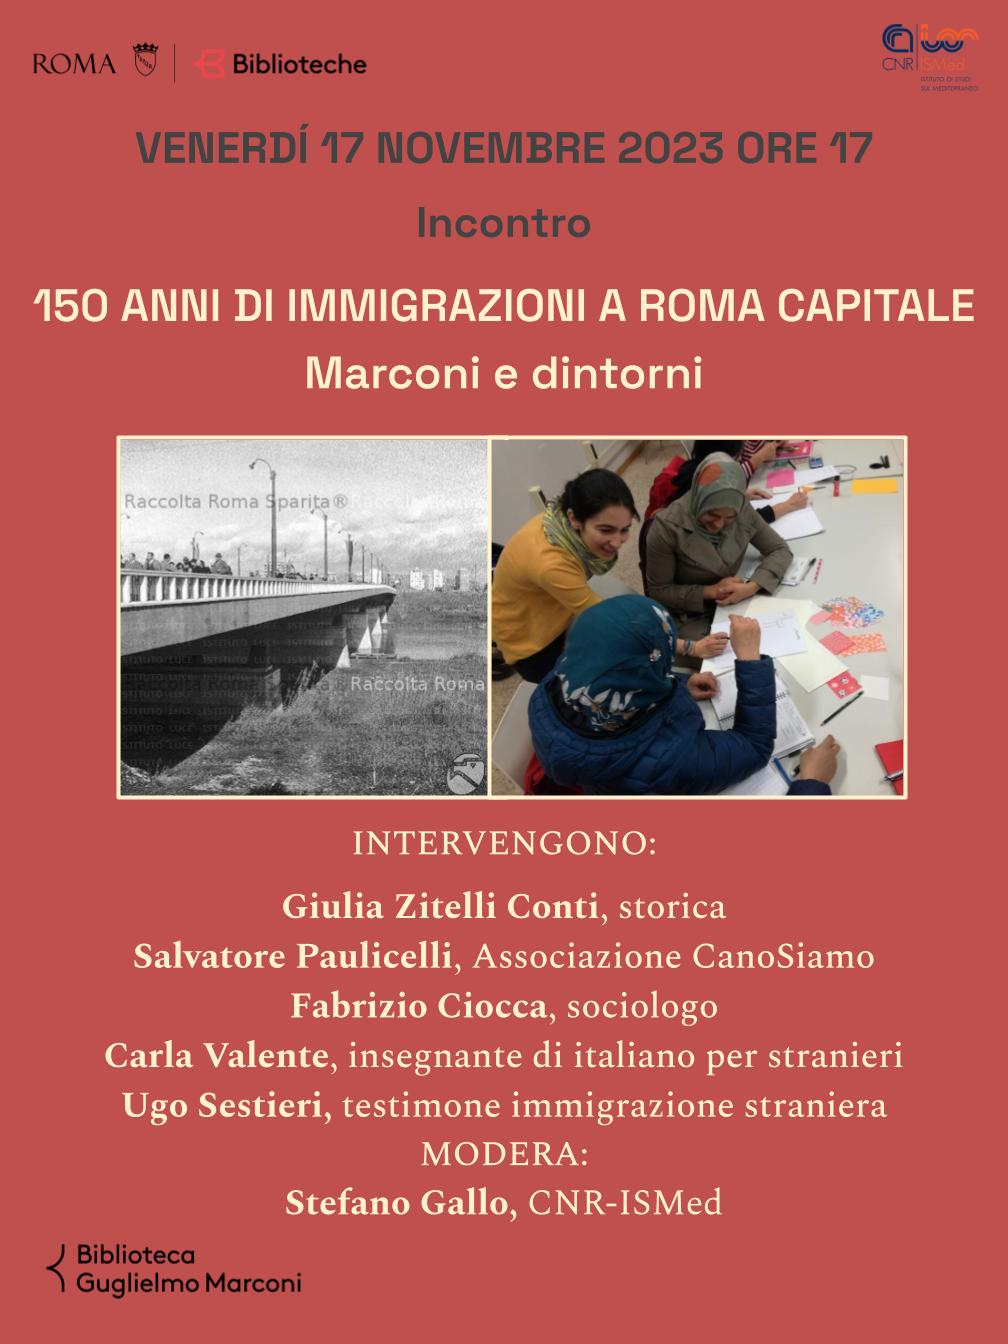 ROMA
Biblioteche
CNR ISMed
ISTITUTO DI STUDI
SUL MEDITERRANEO
VENERDÍ 17 NOVEMBRE 2023 ORE 17
Incontro
150 ANNI DI IMMIGRAZIONI A ROMA CAPITALE
Marconi e dintorni
Raccolta Roma Sparita®
Raccolta Roma
ISTITUTO LUCE
INTERVENGONO:
Giulia Zitelli Conti, storica
Salvatore Paulicelli, Associazione CanoSiamo
Fabrizio Ciocca, sociologo
Carla Valente, insegnante di italiano per stranieri
Ugo Sestieri, testimone immigrazione straniera
MODERA:
Stefano Gallo, CNR-ISMed
Biblioteca
Guglielmo Marconi